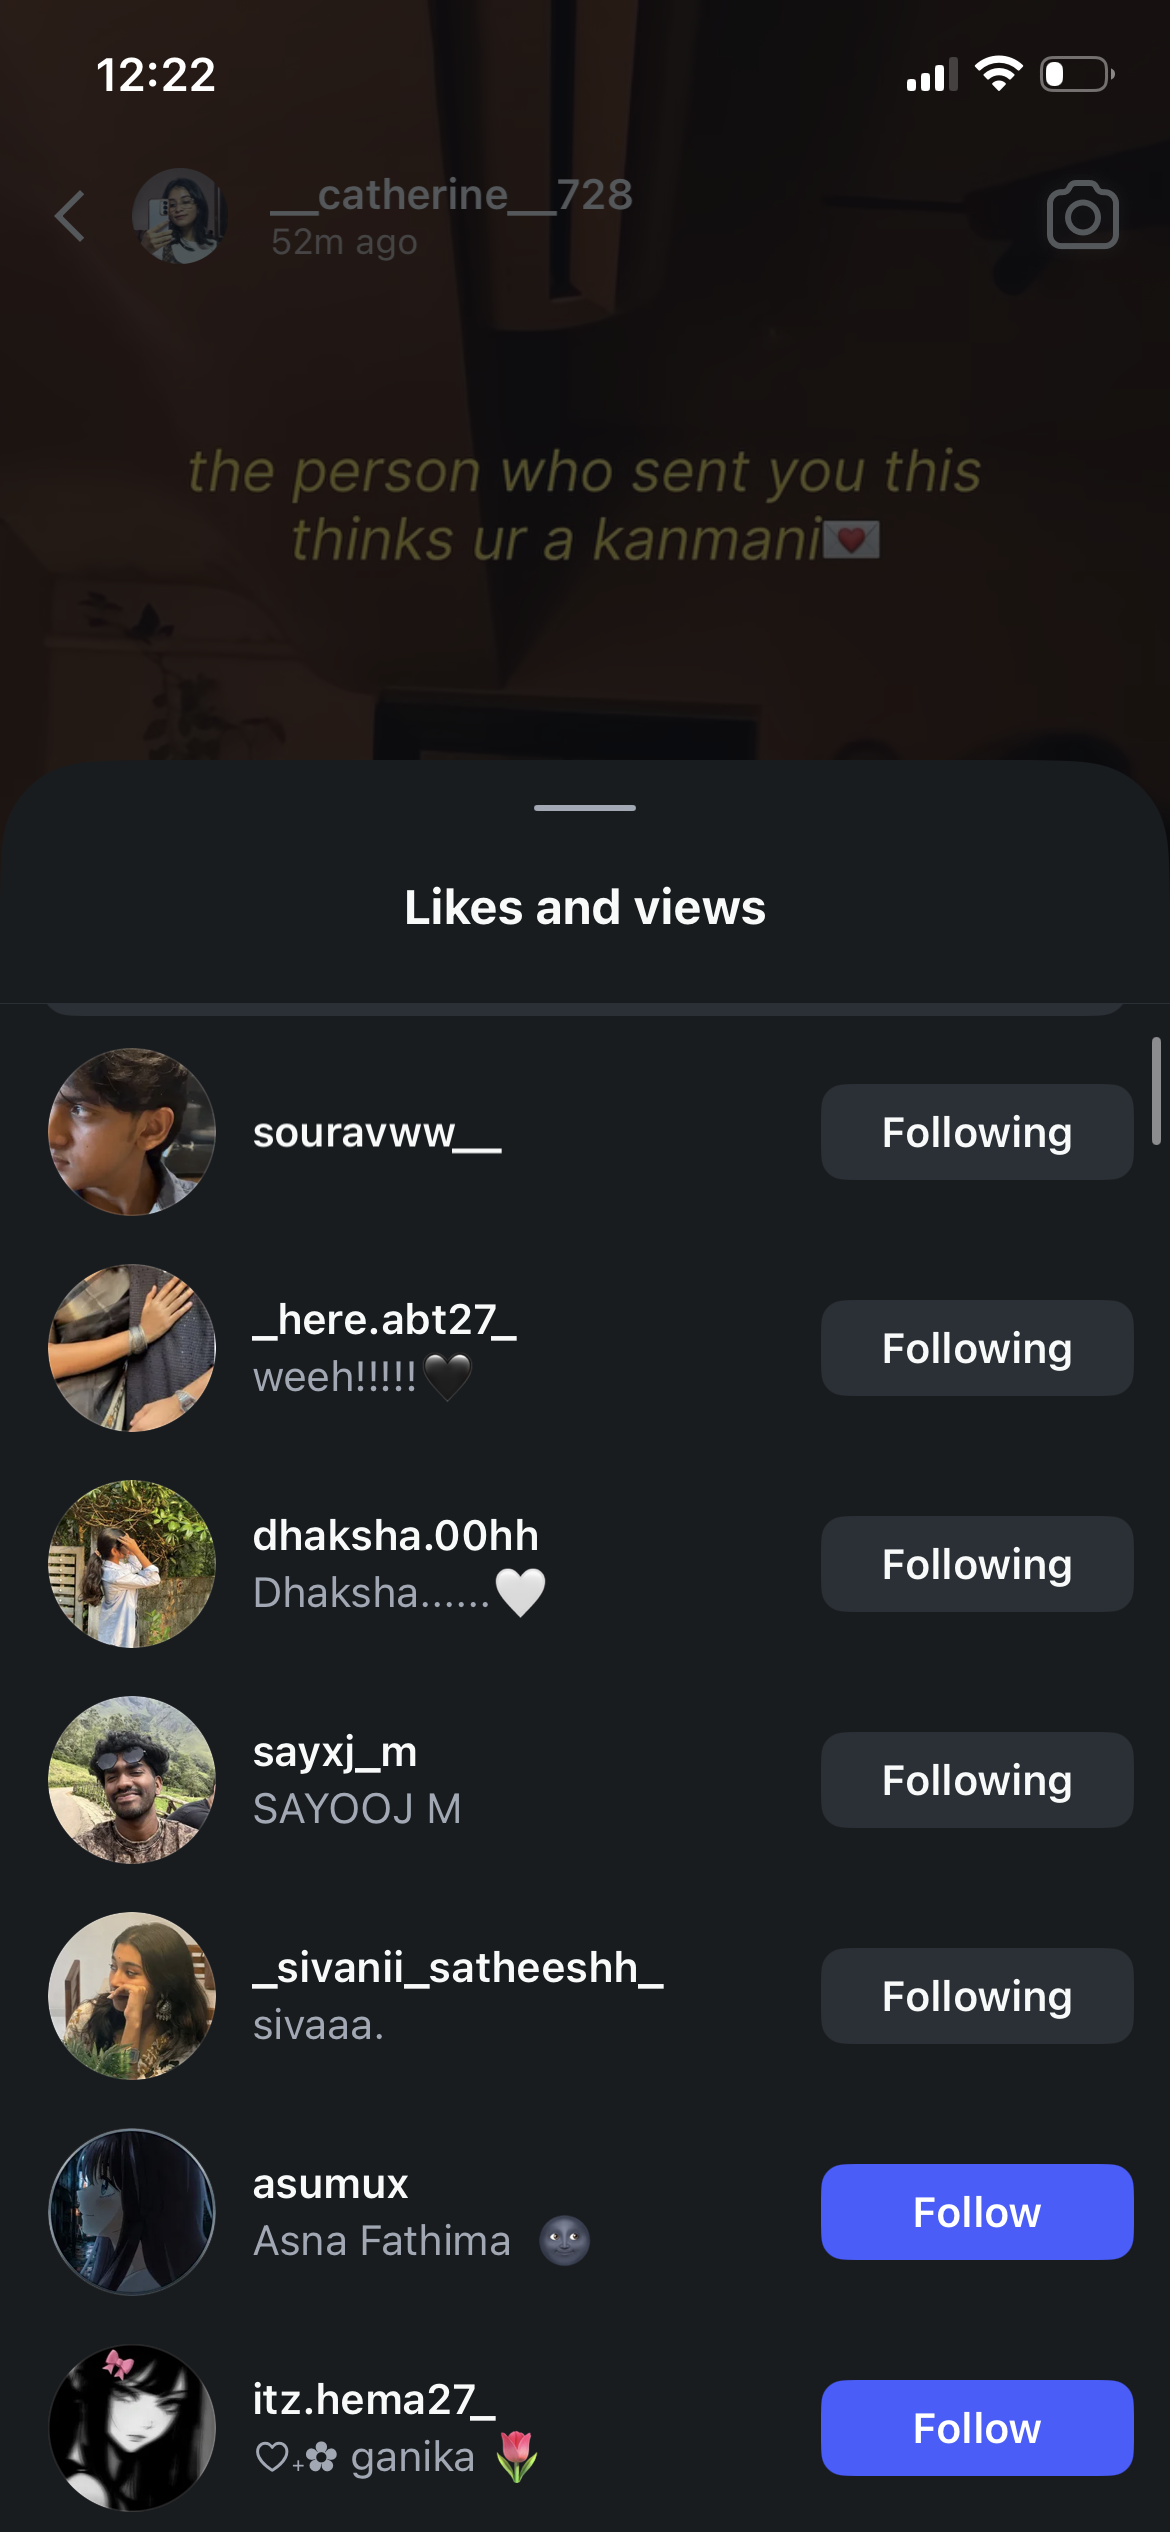 12:22
__catherine__728
52m ago
the person who sent you this
thinks ur a kanmani💌
Likes and views
souravww__
Following
_here.abt27_
weeh!!!!!🖤
Following
dhaksha.00hh
Dhaksha......🤍
Following
sayxj_m
SAYOOJ M
Following
_sivanii_satheeshh_
sivaaa.
Following
asumux
Asna Fathima 🌚
Follow
itz.hema27_
♡₊✿ ganika 🌷
Follow